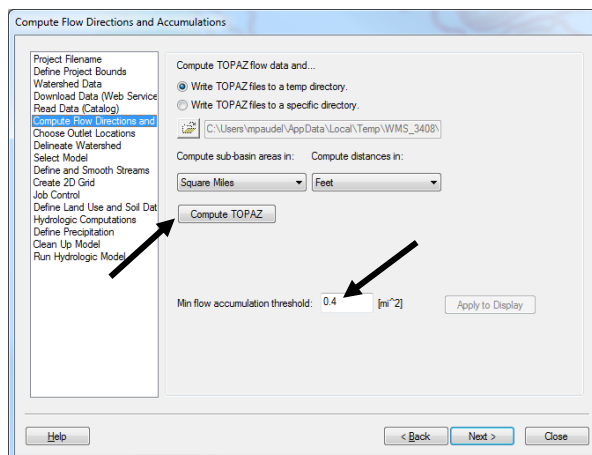 Compute Flow Directions and Accumulations
Project Filename
Define Project Bounds
Watershed Data
Download Data (Web Service
Read Data (Catalog)
Compute Flow Directions and
Choose Outlet Locations
Delineate Watershed
Select Model
Define and Smooth Streams
Create 2D Grid
Job Control
Define Land Use and Soil Dat
Hydrologic Computations
Define Precipitation
Clean Up Model
Run Hydrologic Model
Compute TOPAZ flow data and...
Write TOPAZ files to a temp directory.
Write TOPAZ files to a specific directory.
C:\Users\mpaudel\AppData\Local\Temp\WMS_3408\
Compute sub-basin areas in: Compute distances in:
Square Miles Feet
Compute TOPAZ
Min flow accumulation threshold: 0.4 [mi^2] Apply to Display
Help < Back Next > Close